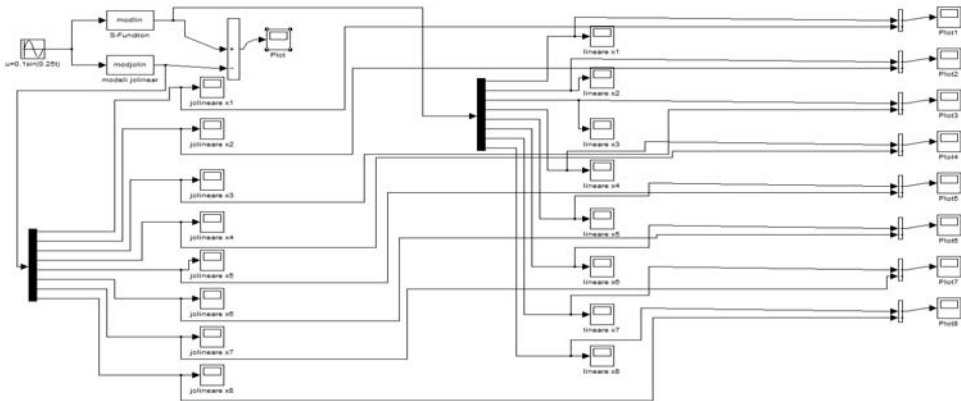 modlin
S-Function
u=0.1sin(0.25t)
modjolin
modeli jolinear
Plot
jolineare x1
jolineare x2
jolineare x3
jolineare x4
jolineare x5
jolineare x6
jolineare x7
jolineare x8
lineare x1
lineare x2
lineare x3
lineare x4
lineare x5
lineare x6
lineare x7
lineare x8
Plot1
Plot2
Plot3
Plot4
Plot5
Plot6
Plot7
Plot8